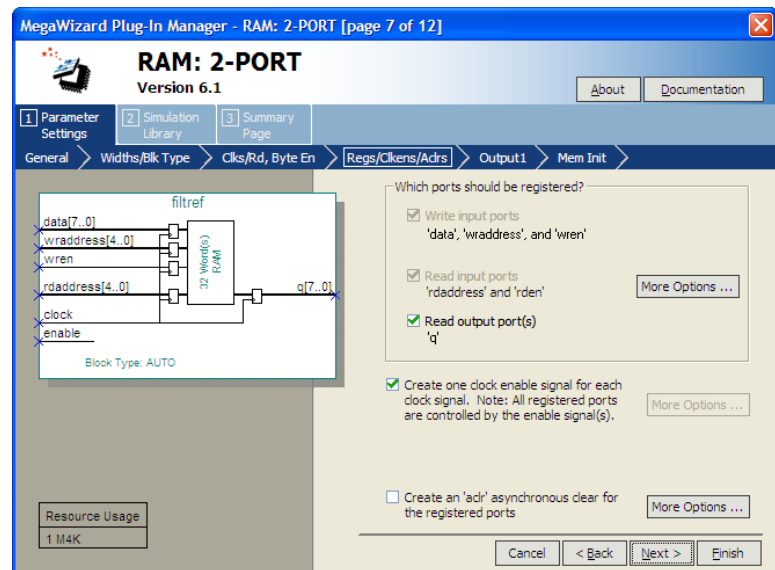 MegaWizard Plug-In Manager - RAM: 2-PORT [page 7 of 12]
RAM: 2-PORT
Version 6.1
About
Documentation
1 Parameter Settings
2 Simulation Library
3 Summary Page
General
Widths/Blk Type
Clks/Rd, Byte En
Regs/Clkens/Aclrs
Output1
Mem Init
filtref
data[7..0]
wraddress[4..0]
wren
rdaddress[4..0]
clock
enable
32 Word(s)
RAM
q[7..0]
Block Type: AUTO
Resource Usage
1 M4K
Which ports should be registered?
Write input ports
'data', 'wraddress', and 'wren'
Read input ports
'rdaddress' and 'rden'
More Options ...
Read output port(s)
'q'
Create one clock enable signal for each
clock signal. Note: All registered ports
are controlled by the enable signal(s).
More Options ...
Create an 'aclr' asynchronous clear for
the registered ports
More Options ...
Cancel
< Back
Next >
Finish